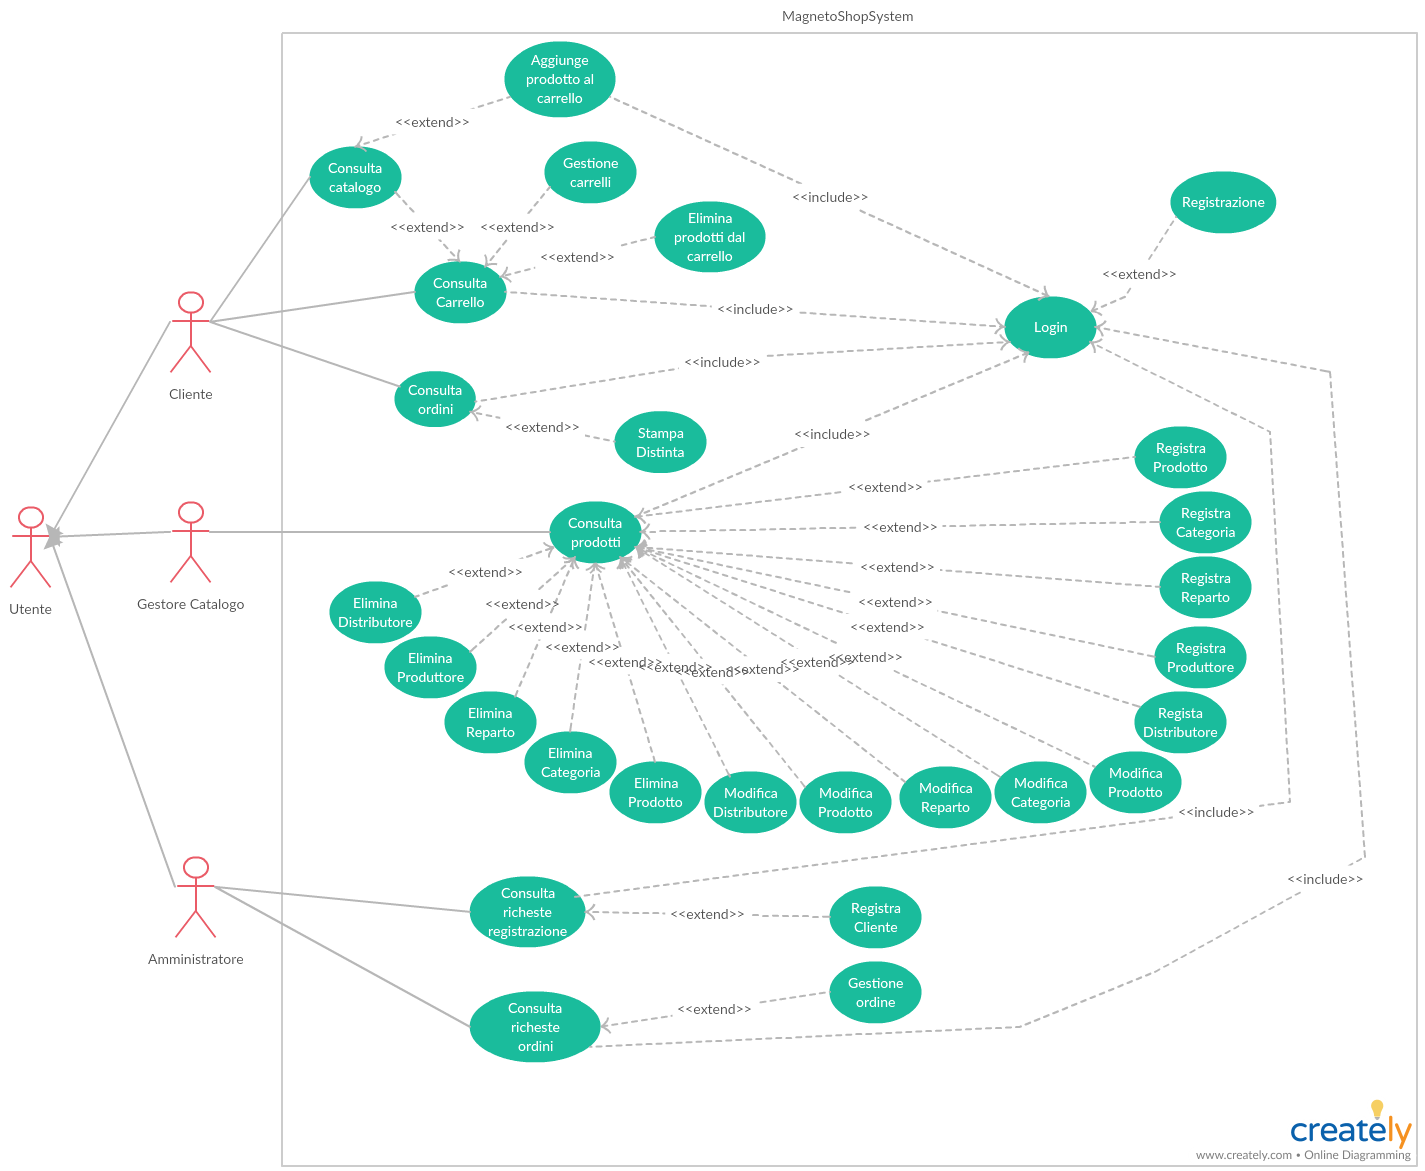 MagnetoShopSystem
Aggiunge
prodotto al
carrello
<<extend>>
Consulta
catalogo
Gestione
carrelli
<<include>>
Registrazione
<<extend>>
<<extend>>
Elimina
prodotti dal
carrello
<<extend>>
<<extend>>
Consulta
Carrello
<<include>>
Login
Cliente
<<include>>
Consulta
ordini
<<extend>>
Stampa
Distinta
<<include>>
Registra
Prodotto
<<extend>>
Registra
Categoria
<<extend>>
Consulta
prodotti
Utente
Gestore Catalogo
<<extend>>
<<extend>>
Registra
Reparto
Elimina
Distributore
<<extend>>
<<extend>>
<<extend>>
<<extend>>
Registra
Produttore
Elimina
Produttore
<<extend>>
<<extend>>
<<extend>>
<<extend>>
<<extend>>
<<extend>>
<<extend>>
Elimina
Reparto
Regista
Distributore
Elimina
Categoria
Elimina
Prodotto
Modifica
Distributore
Modifica
Prodotto
Modifica
Reparto
Modifica
Categoria
Modifica
Prodotto
<<include>>
<<include>>
Amministratore
Consulta
richeste
registrazione
<<extend>>
Registra
Cliente
Gestione
ordine
<<extend>>
Consulta
richeste
ordini
creately
www.creately.com • Online Diagramming